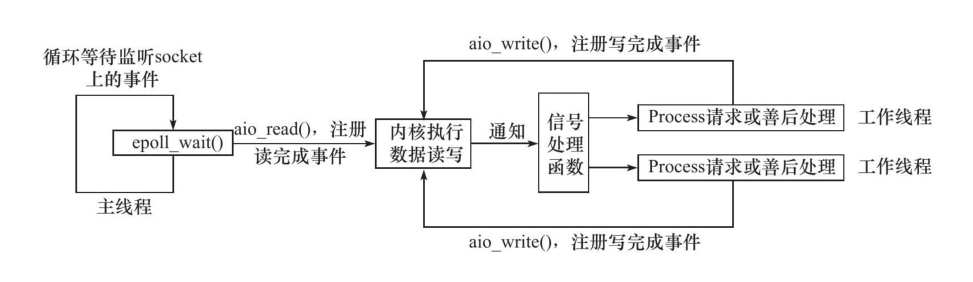 aio_write()，注册写完成事件
循环等待监听socket
上的事件
epoll_wait()
主线程
aio_read()，注册
读完成事件
内核执行
数据读写
通知
信号
处理
函数
Process请求或善后处理
工作线程
Process请求或善后处理
工作线程
aio_write()，注册写完成事件